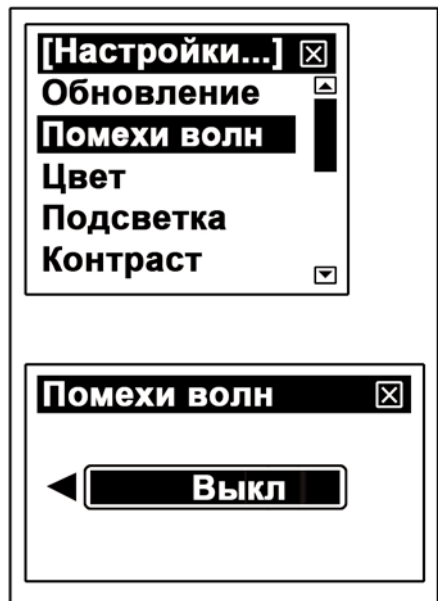 [Настройки...]
Обновление
Помехи волн
Цвет
Подсветка
Контраст
Помехи волн
Выкл